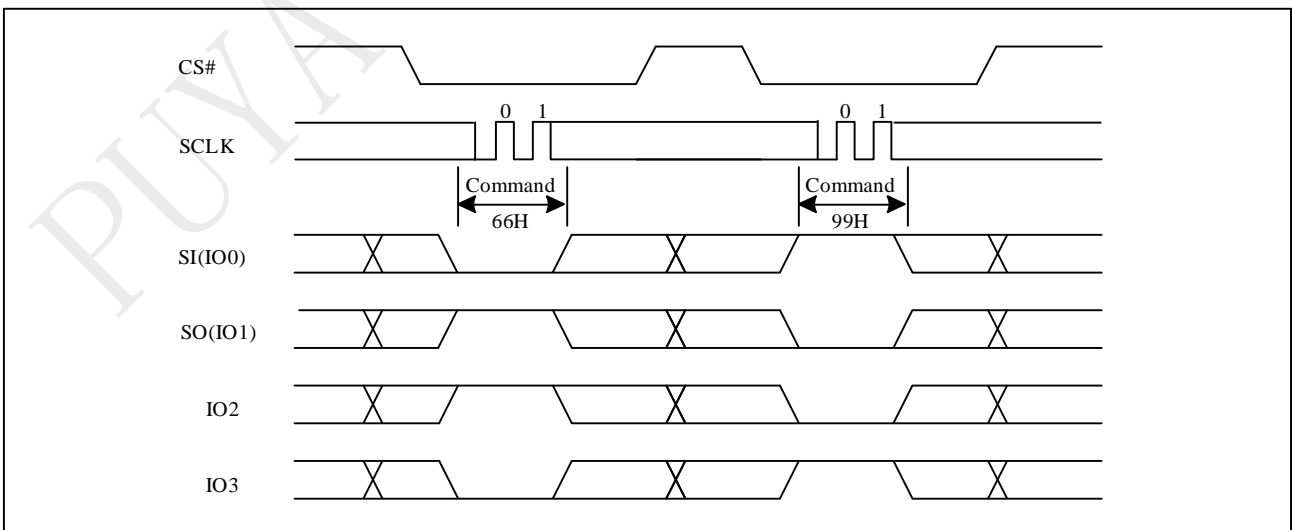 PUYA
CS#
0 1 0 1
SCLK
Command Command
66H 99H
SI(IO0)
SO(IO1)
IO2
IO3